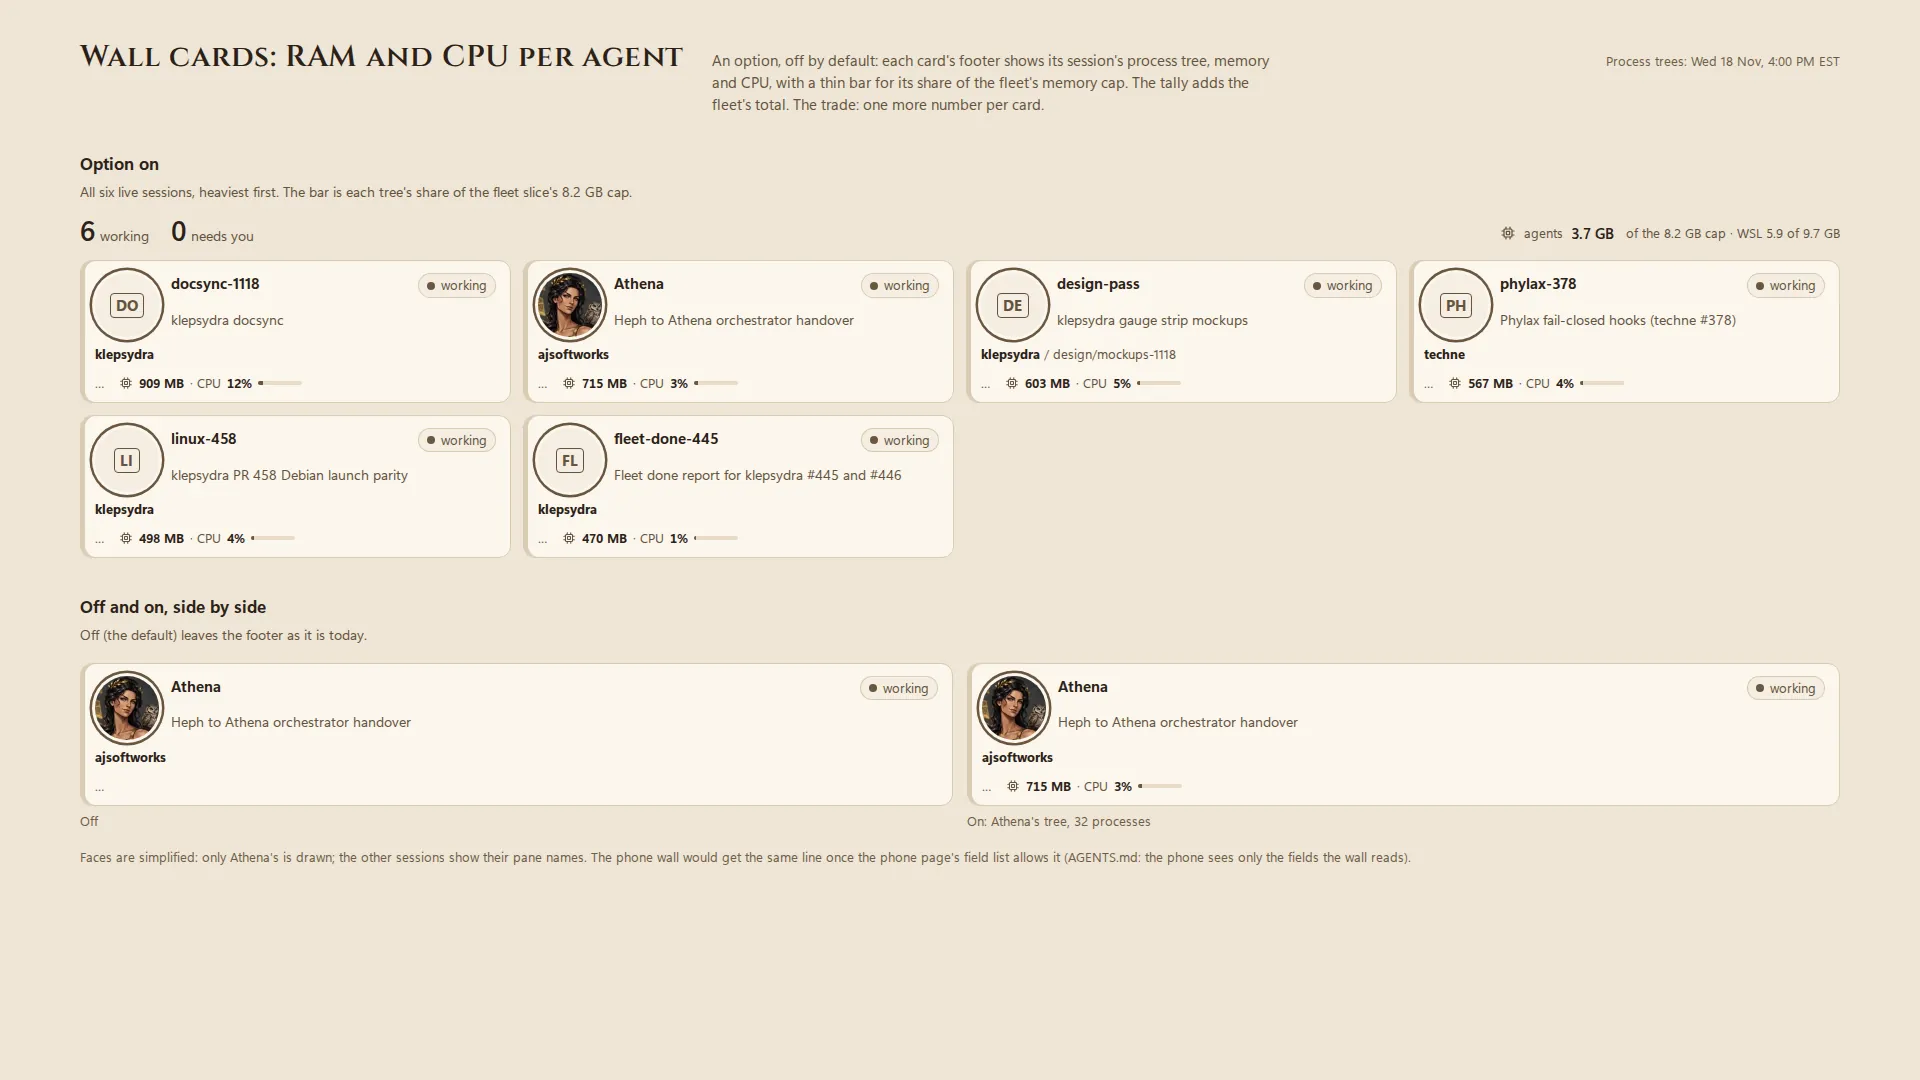 Wall cards: RAM and CPU per agent
An option, off by default: each card's footer shows its session's process tree, memory
and CPU, with a thin bar for its share of the fleet's memory cap. The tally adds the
fleet's total. The trade: one more number per card.
Process trees: Wed 18 Nov, 4:00 PM EST
Option on
All six live sessions, heaviest first. The bar is each tree's share of the fleet slice's 8.2 GB cap.
6 working 0 needs you
agents 3.7 GB of the 8.2 GB cap · WSL 5.9 of 9.7 GB
DO
docsync-1118
working
klepsydra docsync
klepsydra
... 909 MB · CPU 12%
Athena
working
Heph to Athena orchestrator handover
ajsoftworks
... 715 MB · CPU 3%
DE
design-pass
working
klepsydra gauge strip mockups
klepsydra / design/mockups-1118
... 603 MB · CPU 5%
PH
phylax-378
working
Phylax fail-closed hooks (techne #378)
techne
... 567 MB · CPU 4%
LI
linux-458
working
klepsydra PR 458 Debian launch parity
klepsydra
... 498 MB · CPU 4%
FL
fleet-done-445
working
Fleet done report for klepsydra #445 and #446
klepsydra
... 470 MB · CPU 1%
Off and on, side by side
Off (the default) leaves the footer as it is today.
Athena
working
Heph to Athena orchestrator handover
ajsoftworks
...
Off
Athena
working
Heph to Athena orchestrator handover
ajsoftworks
... 715 MB · CPU 3%
On: Athena's tree, 32 processes
Faces are simplified: only Athena's is drawn; the other sessions show their pane names. The phone wall would get the same line once the phone page's field list allows it (AGENTS.md: the phone sees only the fields the wall reads).